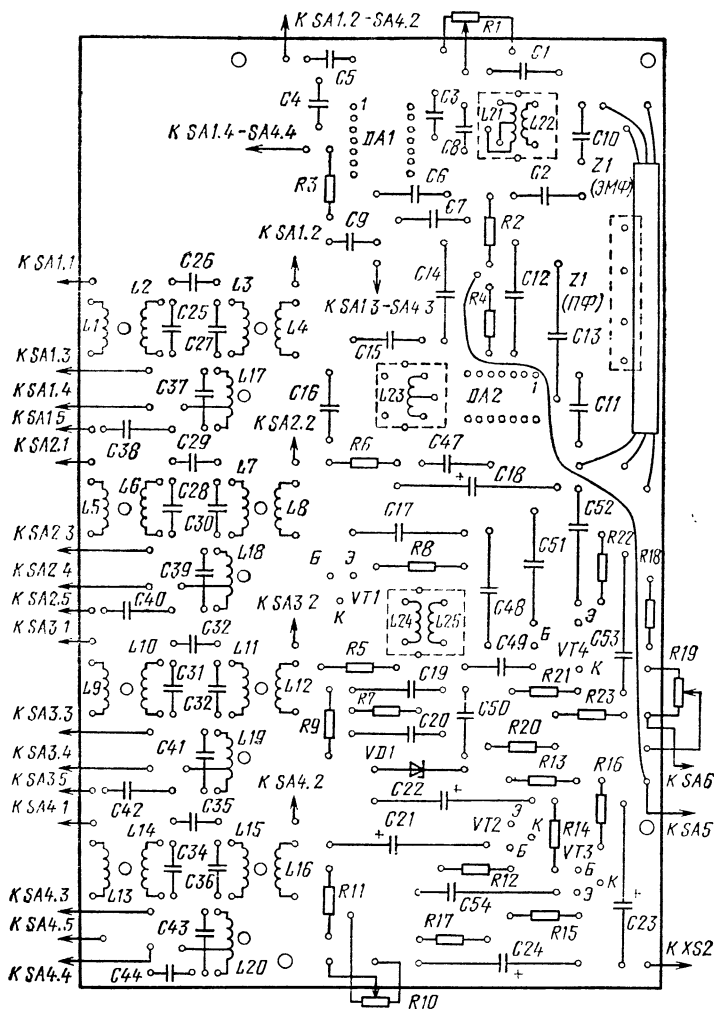 К SA1.2-SA4.2
R1
C1
C5
C4
1
DA1
C3
C8
L21
L22
C10
К SA1.4-SA4.4
R3
C6
C2
Z1
(ЭМФ)
C7
R2
К SA1.2
C9
К SA1.1
C26
C14
C12
Z1
(ПФ)
L2
L3
К SA1.3-SA4.3
R4
L1
C25
C27
L4
C13
К SA1.3
C15
C37
L17
C16
L23
DA2
1
К SA1.4
C11
К SA1.5
C38
SA2.2
К SA2.1
C29
R6
C47
L6
L7
C18
L5
C28
C30
L8
C17
C52
К SA2.3
R22
L18
Б
Э
R8
C51
R18
К SA2.4
C39
К SA2.5
C40
К SA3.2
VT1
К
L24
L25
C48
Э
К SA3.1
C32
Б
VT4
C53
L10
L11
R5
C49
К
R19
L9
C31
C32
L12
C19
R21
R7
C50
R23
К SA3.3
R9
C20
L19
R20
К SA3.4
C41
VD1
R13
К SA6
К SA3.5
C42
C35
К SA4.2
C22
R16
К SA4.1
Э
К SA5
L14
L15
C21
VT2
К
R14
VT3
L13
C34
C36
L16
Б
Б
R12
К
К SA4.3
R11
C54
Э
C23
К SA4.5
C43
R17
R15
К SA4.4
C44
L20
C24
К XS2
R10